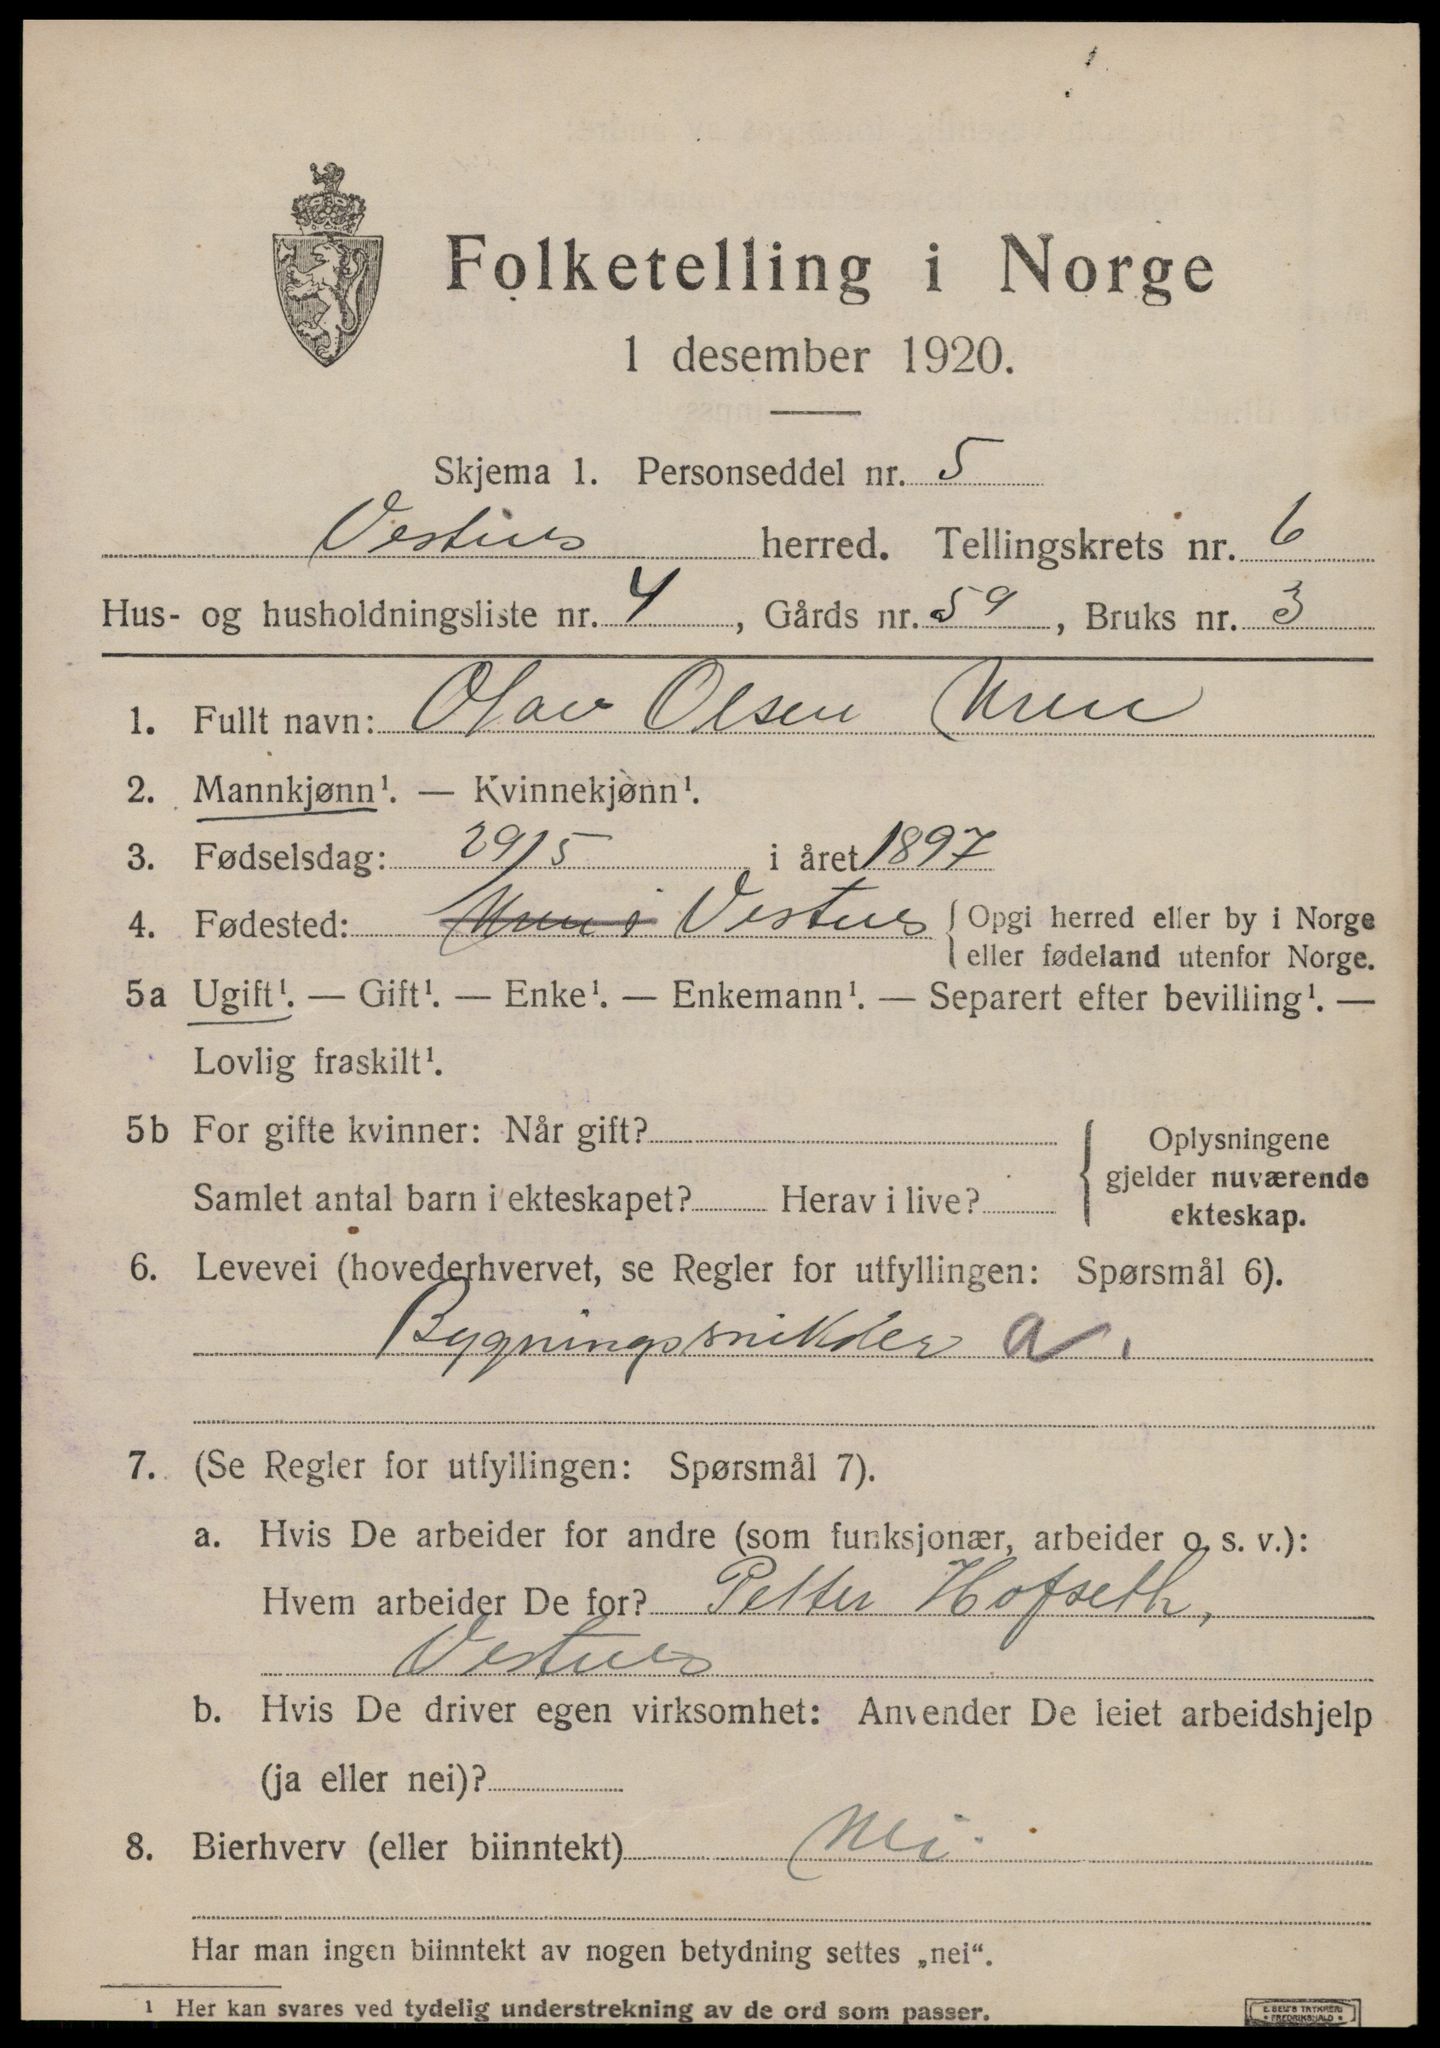 Folketelling i Norge
1 desember 1920.
Skjema 1. Personseddel nr. 5
Vestnes herred. Tellingskrets nr. 6
Hus- og husholdningsliste nr. 4, Gårds nr. 59, Bruks nr. 3
1. Fullt navn: Olav Olsen
2. Mannkjønn¹. — Kvinnekjønn¹.
3. Fødselsdag: 29/5 i året 1897
4. Fødested: Vestnes { Opgi herred eller by i Norge
eller fødeland utenfor Norge.
5a Ugift¹. — Gift¹. — Enke¹. — Enkemann¹. — Separert efter bevilling¹. —
Lovlig fraskilt¹.
5b For gifte kvinner: Når gift?
Samlet antal barn i ekteskapet? Herav i live?
{ Oplysningene
gjelder nuværende
ekteskap.
6. Levevei (hovederhvervet, se Regler for utfyllingen: Spørsmål 6).
Bygningssnikder a.
7. (Se Regler for utfyllingen: Spørsmål 7).
a. Hvis De arbeider for andre (som funksjonær, arbeider o. s. v.):
Hvem arbeider De for? Petter Hofseth,
Vestnes
b. Hvis De driver egen virksomhet: Anvender De leiet arbeidshjelp
(ja eller nei)?
8. Bierhverv (eller biinntekt) Nei.
Har man ingen biinntekt av nogen betydning settes „nei“.
¹ Her kan svares ved tydelig understrekning av de ord som passer.
E. SEM'S TRYKKERI
FREDRIKSHALD